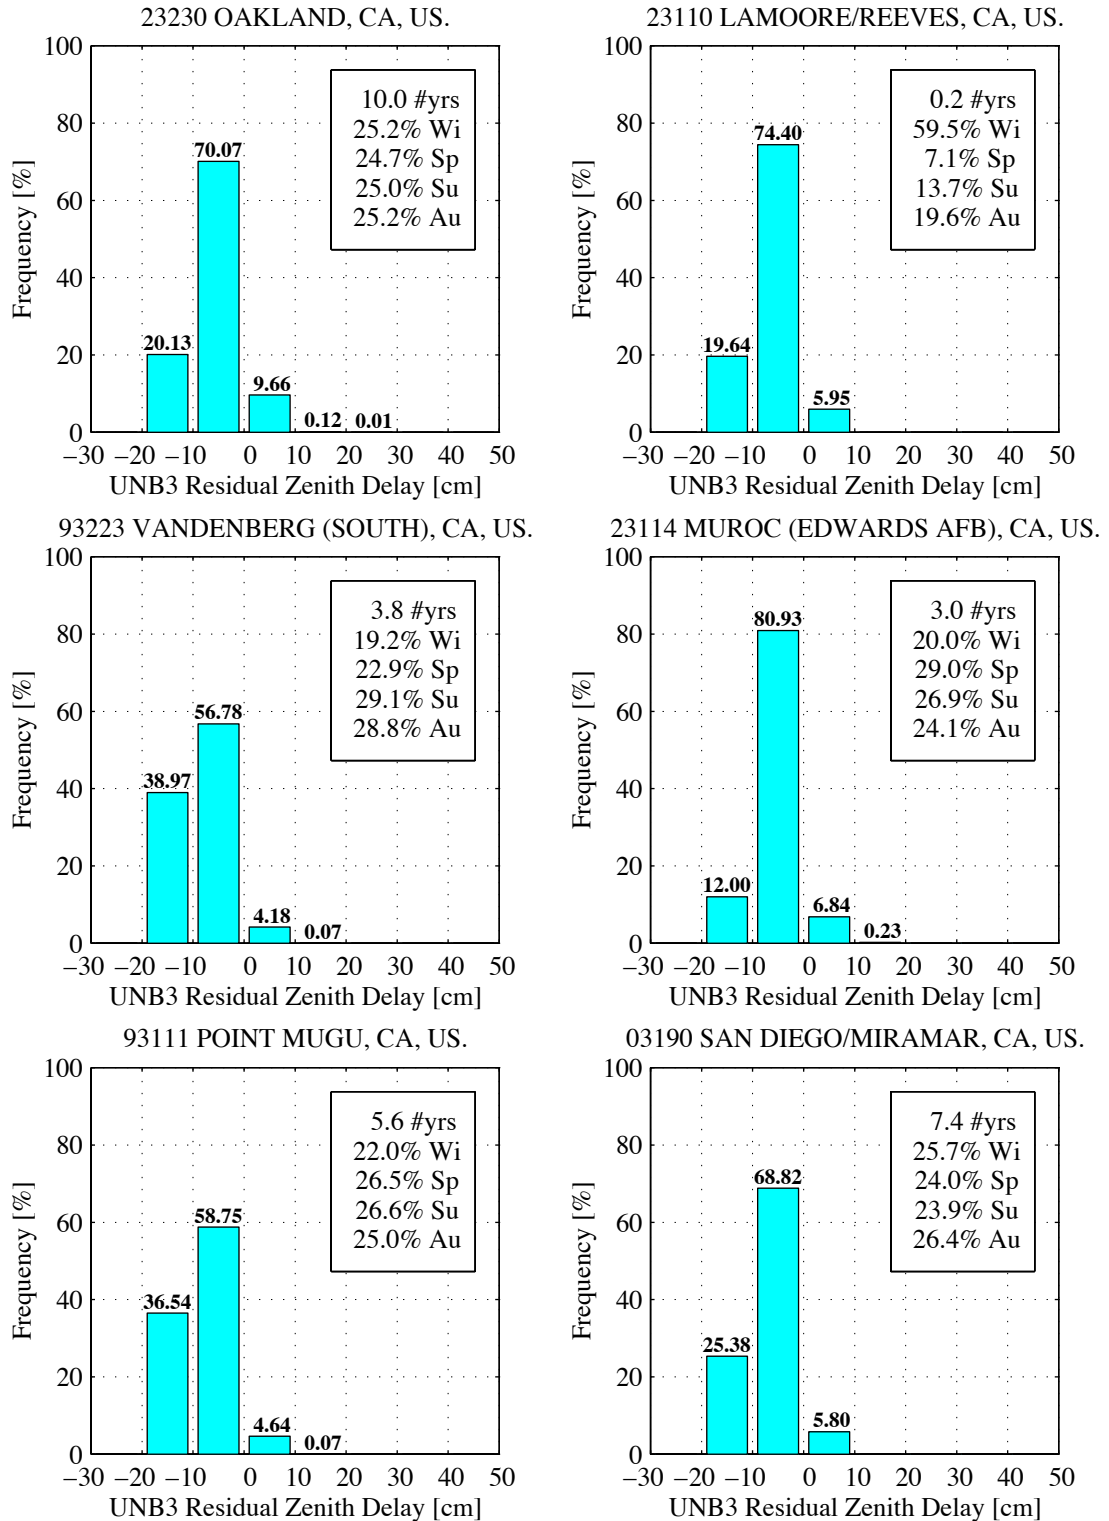 23230 OAKLAND, CA, US.
100
80
60
40
20
0
Frequency [%]
10.0 #yrs
25.2% Wi
24.7% Sp
25.0% Su
25.2% Au
20.13
70.07
9.66
0.12
0.01
−30 −20 −10 0 10 20 30 40 50
UNB3 Residual Zenith Delay [cm]
23110 LAMOORE/REEVES, CA, US.
100
80
60
40
20
0
Frequency [%]
0.2 #yrs
59.5% Wi
7.1% Sp
13.7% Su
19.6% Au
19.64
74.40
5.95
−30 −20 −10 0 10 20 30 40 50
UNB3 Residual Zenith Delay [cm]
93223 VANDENBERG (SOUTH), CA, US.
100
80
60
40
20
0
Frequency [%]
3.8 #yrs
19.2% Wi
22.9% Sp
29.1% Su
28.8% Au
38.97
56.78
4.18
0.07
−30 −20 −10 0 10 20 30 40 50
UNB3 Residual Zenith Delay [cm]
23114 MUROC (EDWARDS AFB), CA, US.
100
80
60
40
20
0
Frequency [%]
3.0 #yrs
20.0% Wi
29.0% Sp
26.9% Su
24.1% Au
12.00
80.93
6.84
0.23
−30 −20 −10 0 10 20 30 40 50
UNB3 Residual Zenith Delay [cm]
93111 POINT MUGU, CA, US.
100
80
60
40
20
0
Frequency [%]
5.6 #yrs
22.0% Wi
26.5% Sp
26.6% Su
25.0% Au
36.54
58.75
4.64
0.07
−30 −20 −10 0 10 20 30 40 50
UNB3 Residual Zenith Delay [cm]
03190 SAN DIEGO/MIRAMAR, CA, US.
100
80
60
40
20
0
Frequency [%]
7.4 #yrs
25.7% Wi
24.0% Sp
23.9% Su
26.4% Au
25.38
68.82
5.80
−30 −20 −10 0 10 20 30 40 50
UNB3 Residual Zenith Delay [cm]